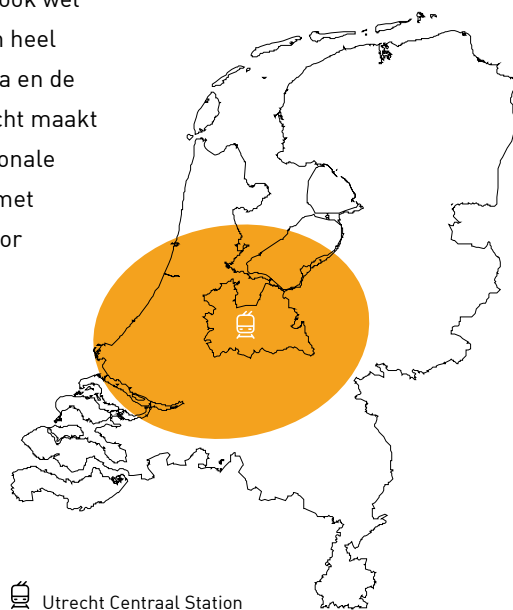 ook wel
heel
a en de
cht maakt
onale
met
or
Utrecht Centraal Station